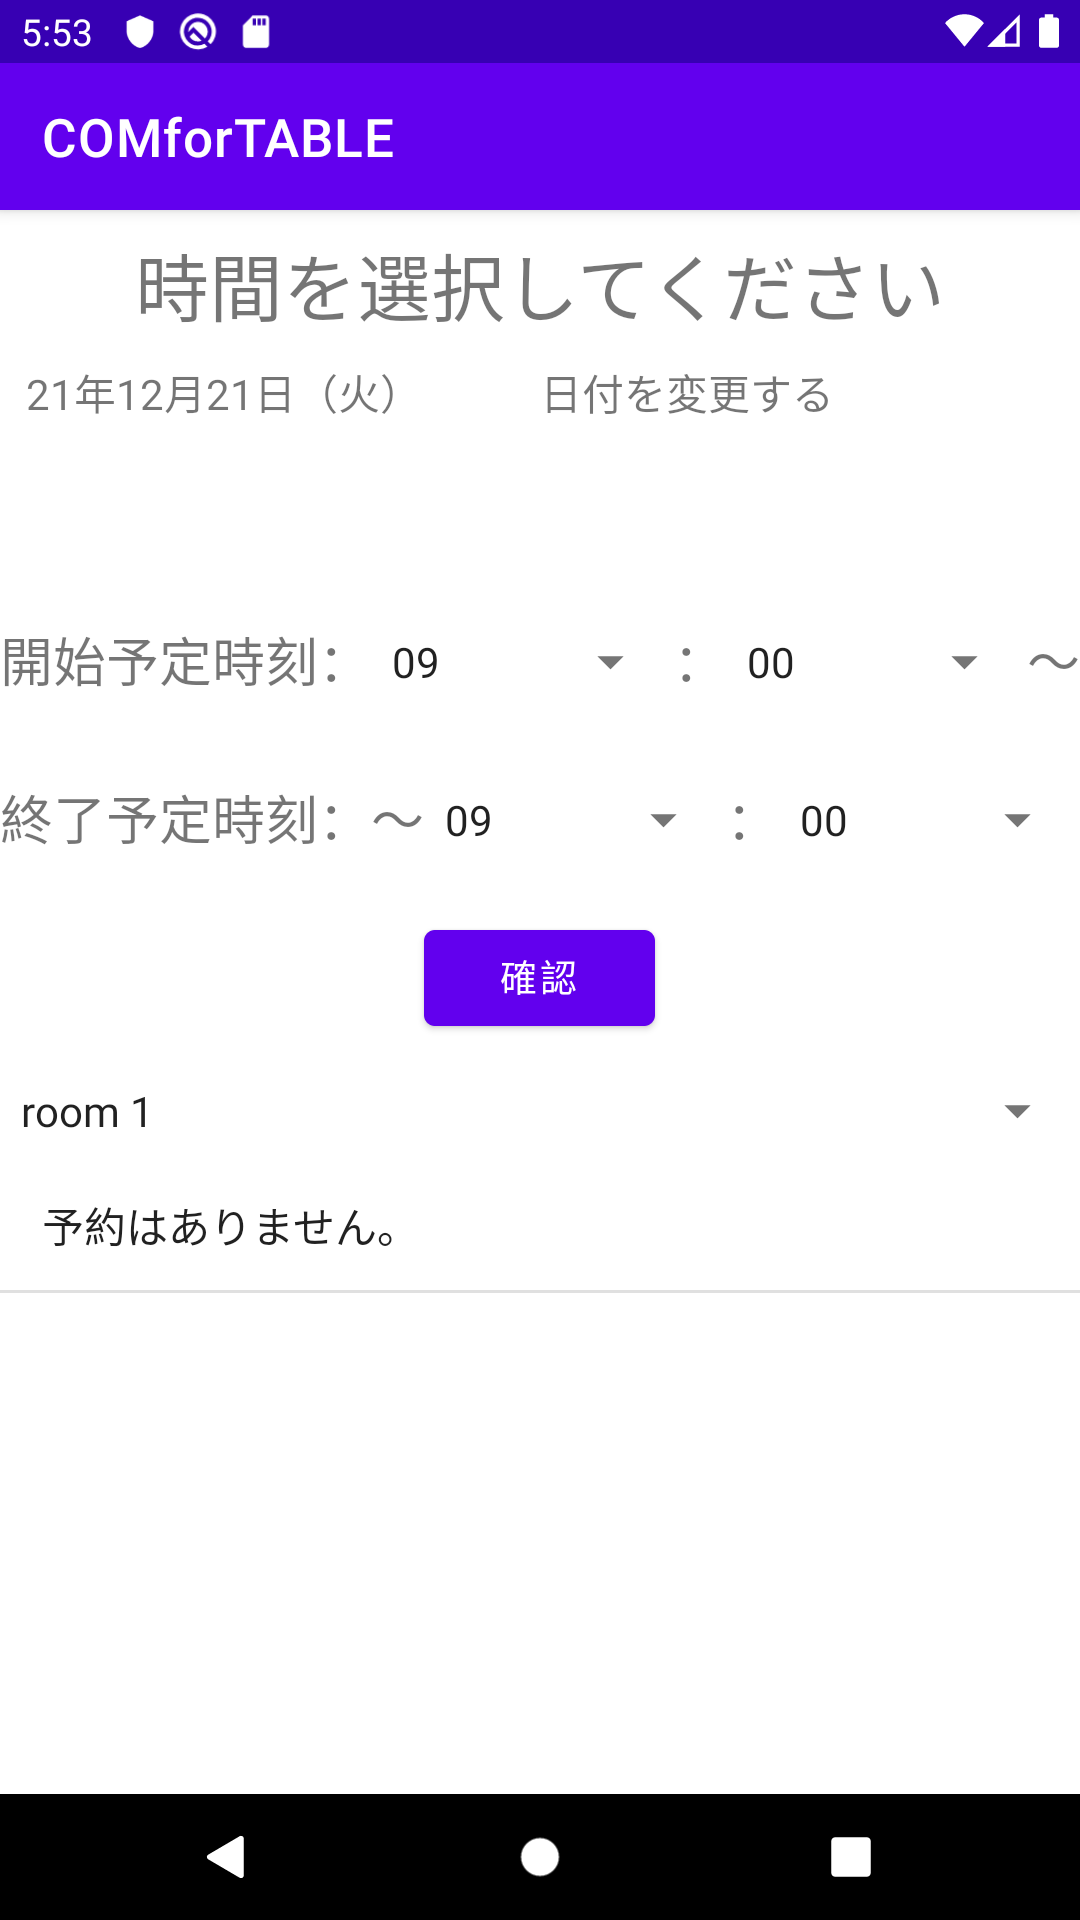 5:53
COMforTABLE
時間を選択してください
21年12月21日（火） 日付を変更する
開始予定時刻： 09 ： 00 ～
終了予定時刻：～ 09 ： 00
確認
room 1
予約はありません。